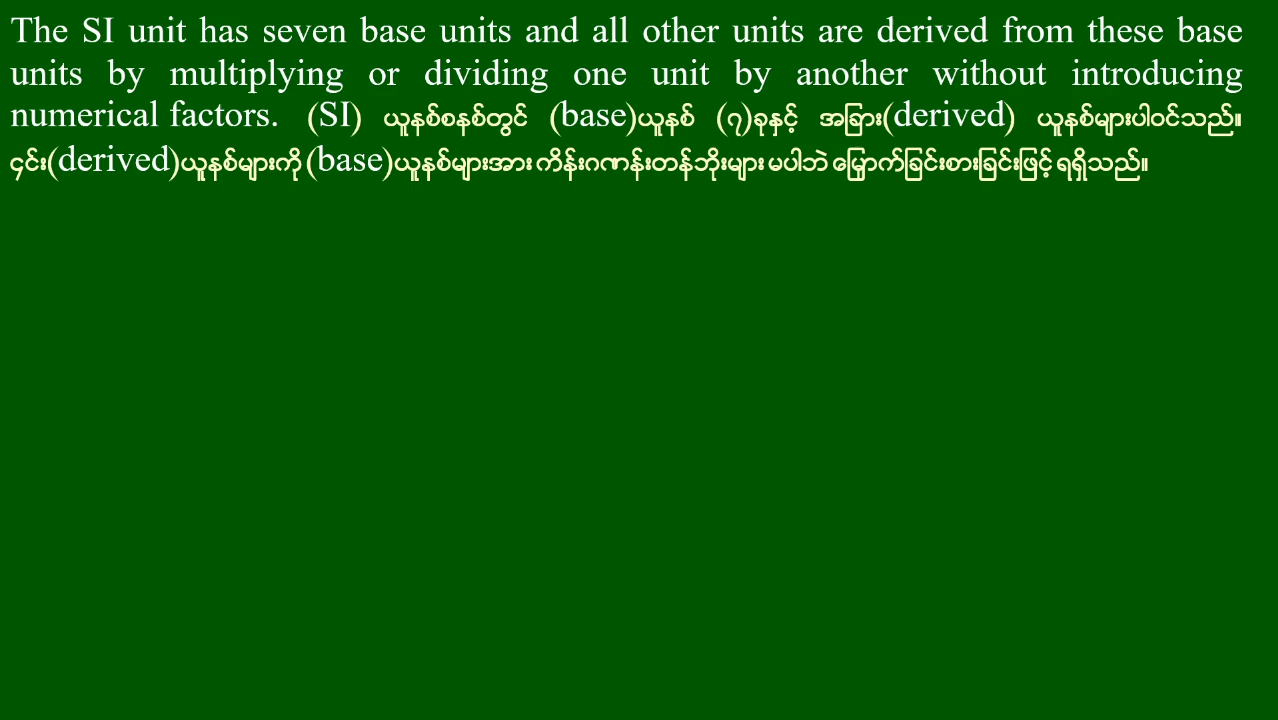 The SI unit has seven base units and all other units are derived from these base
units by multiplying or dividing one unit by another without introducing
numerical factors. (SI) ယူနစ်စနစ်တွင် (base)ယူနစ် (၇)ခုနှင့် အခြား(derived) ယူနစ်များပါဝင်သည်။
၄င်း(derived)ယူနစ်များကို (base)ယူနစ်များအား ကိန်းဂဏန်းတန်ဘိုးများ မပါဘဲ မြှောက်ခြင်းစားခြင်းဖြင့် ရရှိသည်။